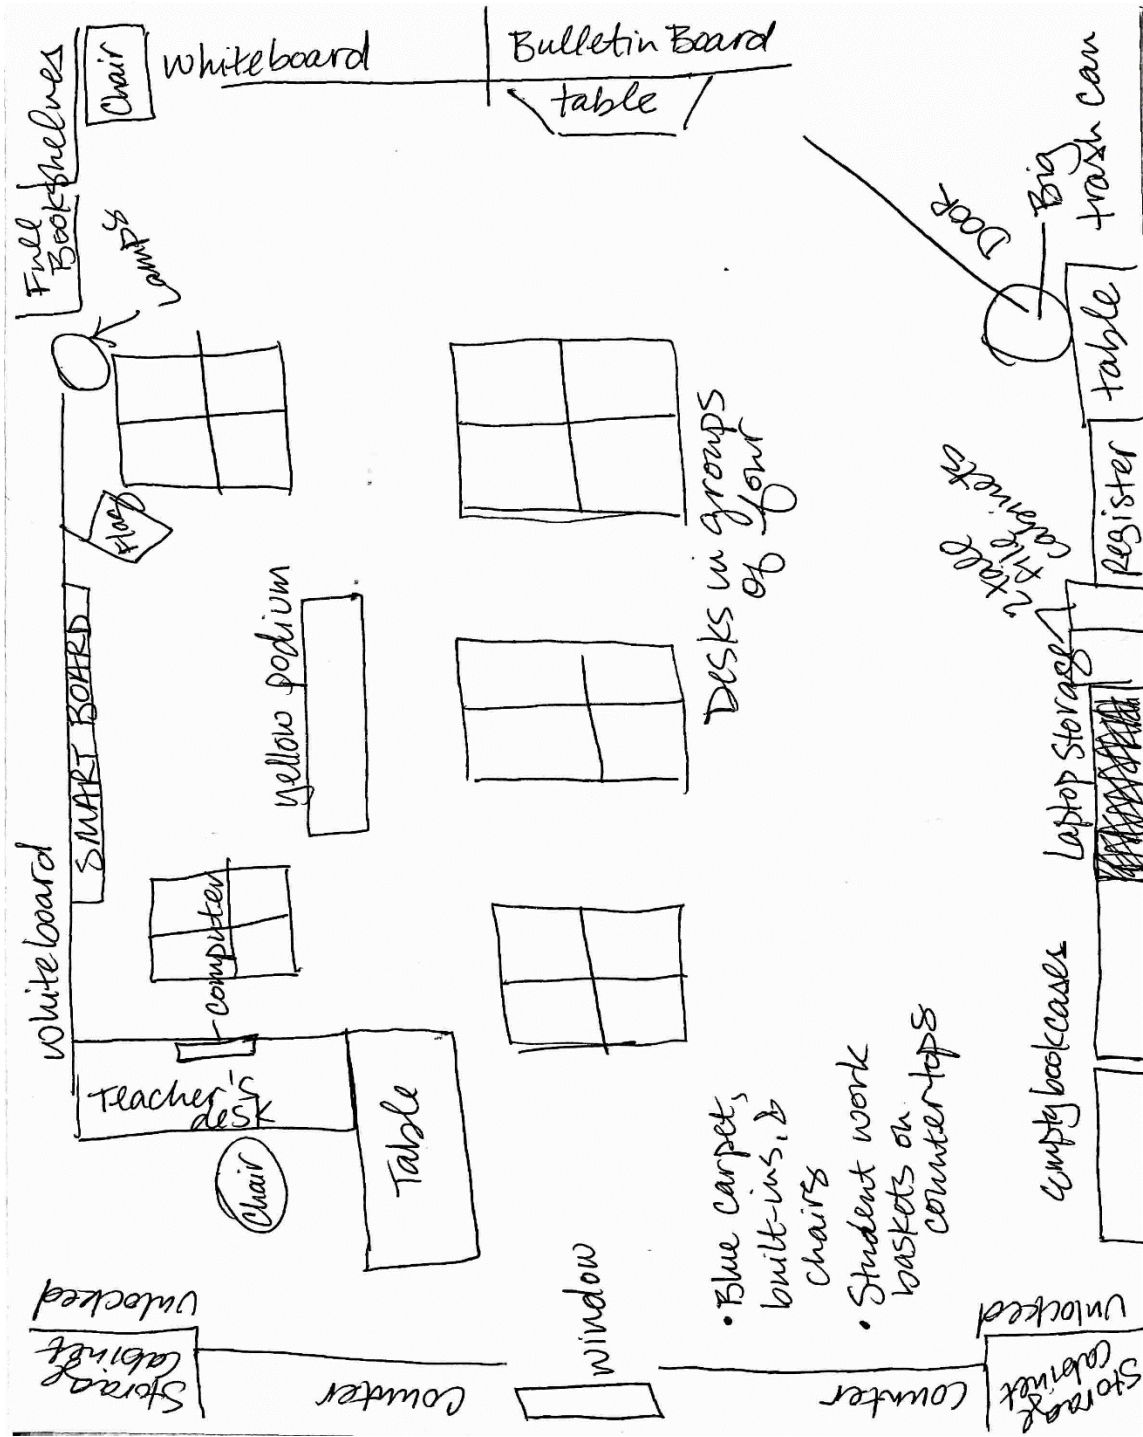 Whiteboard
Bulletin Board
table
Chair
Full
Bookshelves
Lamps
Door
Big
trash can
table
Register
2 tall
file
cabinets
Laptop Storage
empty bookcases
Flag
SMART BOARD
whiteboard
yellow podium
Desks in groups
of four
computer
Teacher's
desk
Chair
Table
• Blue carpet,
built-ins, &
chairs
• Student work
baskets on
countertops
window
Unlocked
Storage
Cabinet
Counter
Counter
Unlocked
Storage
Cabinet